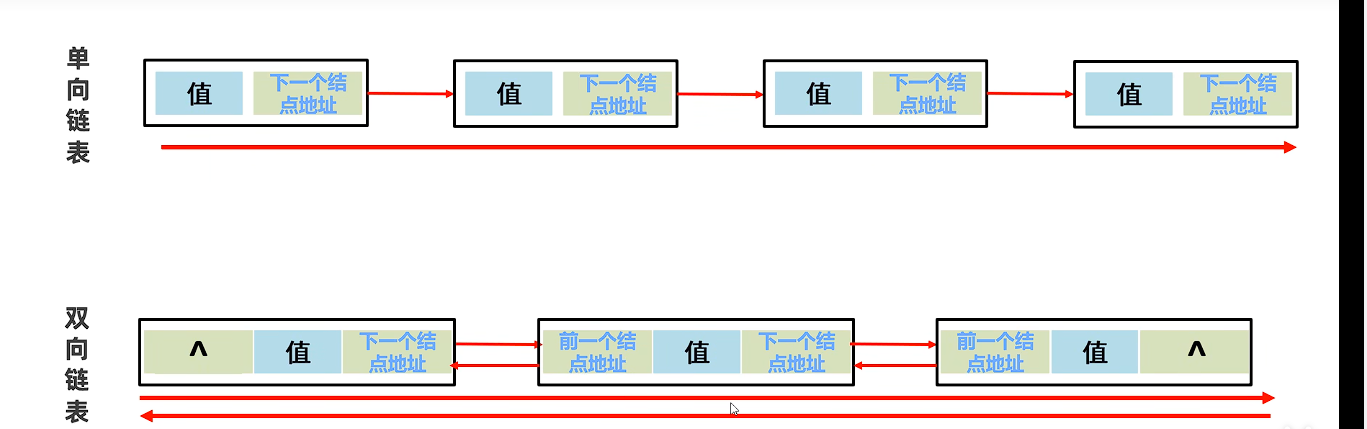 单向链表
值
下一个结
点地址
值
下一个结
点地址
值
下一个结
点地址
值
下一个结
点地址
双向链表
^
值
下一个结
点地址
前一个结
点地址
值
下一个结
点地址
前一个结
点地址
值
^